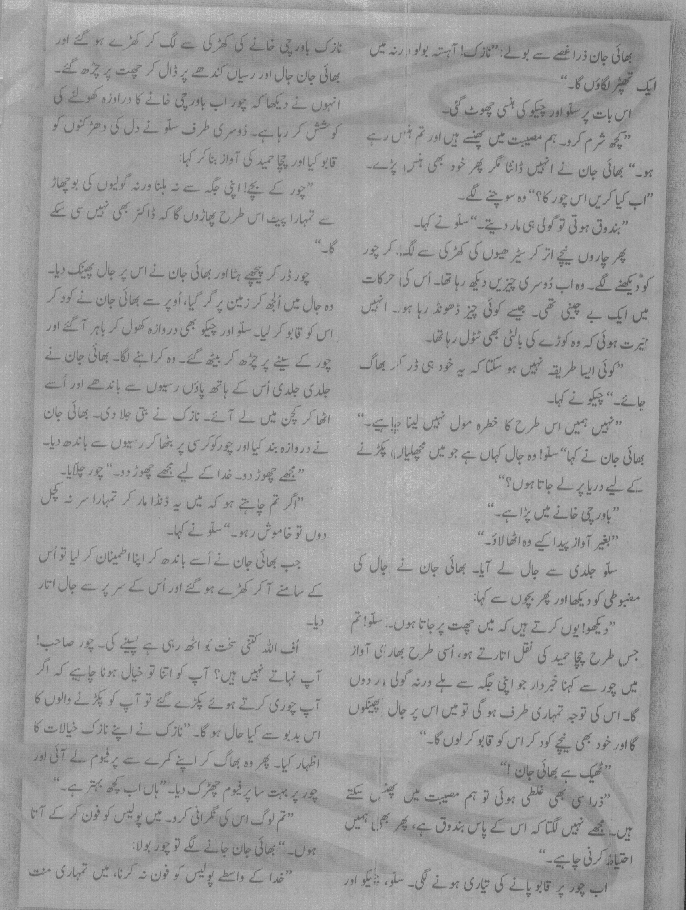 بھائی جان ذرا غصے سے بولے: ”نازک! آہستہ بولو ورنہ میں
ایک تھپڑ لگاؤں گا۔“
اس بات پر سلو اور چیکو کی ہنسی چھوٹ گئی۔
”کچھ شرم کرو۔ ہم مصیبت میں پھنسے ہیں اور تم ہنس رہے
ہو۔“ بھائی جان نے انہیں ڈانٹا مگر پھر خود بھی ہنس پڑے۔
”اب کیا کریں اس چور کا؟“ وہ سوچنے لگے۔
”بندوق ہوتی تو گولی ہی مار دیتے۔“ سلو نے کہا۔
پھر چاروں نیچے اتر کر سیڑھیوں کی کھڑکی سے لگ کر چور
کو دیکھنے لگے۔ وہ اب دُوسری چیزیں دیکھ رہا تھا۔ اُس کی حرکات
میں ایک بے چینی تھی۔ جیسے کوئی چیز ڈھونڈ رہا ہو۔ انہیں
حیرت ہوئی کہ وہ کوڑے کی بالٹی بھی ٹٹول رہا تھا۔
”کوئی ایسا طریقہ نہیں ہو سکتا کہ یہ خود ہی ڈر کر بھاگ
جائے۔“ چیکو نے کہا۔
”نہیں ہمیں اس طرح کا خطرہ مول نہیں لینا چاہیے۔“
بھائی جان نے کہا ”سلو! وہ جال کہاں ہے جو میں مچھلیاں پکڑنے
کے لیے دریا پر لے جاتا ہوں؟“
”باورچی خانے میں پڑا ہے۔“
”بغیر آواز پیدا کیے وہ اٹھا لاؤ۔“
سلو جلدی سے جال لے آیا۔ بھائی جان نے جال کی
مضبوطی کو دیکھا اور پھر بچوں سے کہا:
”دیکھو! یوں کرتے ہیں کہ میں چھت پر جاتا ہوں۔ سلو! تم
جس طرح چچا حمید کی نقل اتارتے ہو، اُسی طرح بھاری آواز
میں چور سے کہنا خبردار جو اپنی جگہ سے ہلے ورنہ گولی مار دوں
گا۔ اس کی توجہ تمہاری طرف ہو گی تو میں اس پر جال پھینکوں
گا اور خود بھی نیچے کود کر اس کو قابو کر لوں گا۔“
”ٹھیک ہے بھائی جان!“
”ذرا سی بھی غلطی ہوئی تو ہم مصیبت میں پھنس سکتے
ہیں۔ مجھے نہیں لگتا کہ اس کے پاس بندوق ہے، پھر بھی ہمیں
احتیاط کرنی چاہیے۔“
اب چور پر قابو پانے کی تیاری ہونے لگی۔ سلو، چیکو اور
نازک باورچی خانے کی کھڑکی سے لگ کر کھڑے ہو گئے اور
بھائی جان جال اور رسیاں کندھے پر ڈال کر چھت پر چڑھ گئے۔
انہوں نے دیکھا کہ چور اب باورچی خانے کا دروازہ کھولنے کی
کوشش کر رہا ہے۔ دُوسری طرف سلو نے دل کی دھڑکنوں کو
قابو کیا اور چچا حمید کی آواز بنا کر کہا:
”چور کے بچے! اپنی جگہ سے نہ ہلنا ورنہ گولیوں کی بوچھاڑ
سے تمہارا پیٹ اس طرح پھاڑوں گا کہ ڈاکٹر بھی نہیں سی سکے
گا۔“
چور ڈر کر پیچھے ہٹا اور بھائی جان نے اس پر جال پھینک دیا۔
وہ جال میں اُلجھ کر زمین پر گر گیا، اُوپر سے بھائی جان نے کود کر
اس کو قابو کر لیا۔ سلو اور چیکو بھی دروازہ کھول کر باہر آ گئے اور
چور کے سینے پر چڑھ کر بیٹھ گئے۔ وہ کراہنے لگا۔ بھائی جان نے
جلدی جلدی اُس کے ہاتھ پاؤں رسیوں سے باندھے اور اُسے
اٹھا کر کچن میں لے آئے۔ نازک نے بتی جلا دی۔ بھائی جان
نے دروازہ بند کیا اور چور کو کرسی پر بٹھا کر رسیوں سے باندھ دیا۔
”مجھے چھوڑ دو۔ خدا کے لیے مجھے چھوڑ دو۔“ چور چلایا۔
”اگر تم چاہتے ہو کہ میں یہ ڈنڈا مار کر تمہارا سر نہ کچل
دوں تو خاموش رہو۔“ سلو نے کہا۔
جب بھائی جان نے اُسے باندھ کر اپنا اطمینان کر لیا تو اُس
کے سامنے آ کر کھڑے ہو گئے اور اُس کے سر پر سے جال اتار
دیا۔
اُف اللہ کتنی سخت بُو اٹھ رہی ہے پسینے کی۔ چور صاحب!
آپ نہاتے نہیں ہیں؟ آپ کو اتنا تو خیال ہونا چاہیے کہ اگر
آپ چوری کرتے ہوئے پکڑے گئے تو آپ کو پکڑنے والوں کا
اس بدبو سے کیا حال ہو گا۔“ نازک نے اپنے نازک خیالات کا
اظہار کیا۔ پھر وہ بھاگ کر اپنے کمرے سے پرفیوم لے آئی اور
چور پر بہت سا پرفیوم چھڑک دیا۔ ”ہاں اب کچھ بہتر ہے۔“
”تم لوگ اس کی نگرانی کرو۔ میں پولیس کو فون کر کے آتا
ہوں۔“ بھائی جان جانے لگے تو چور بولا:
”خدا کے واسطے پولیس کو فون نہ کرنا، میں تمہاری منت